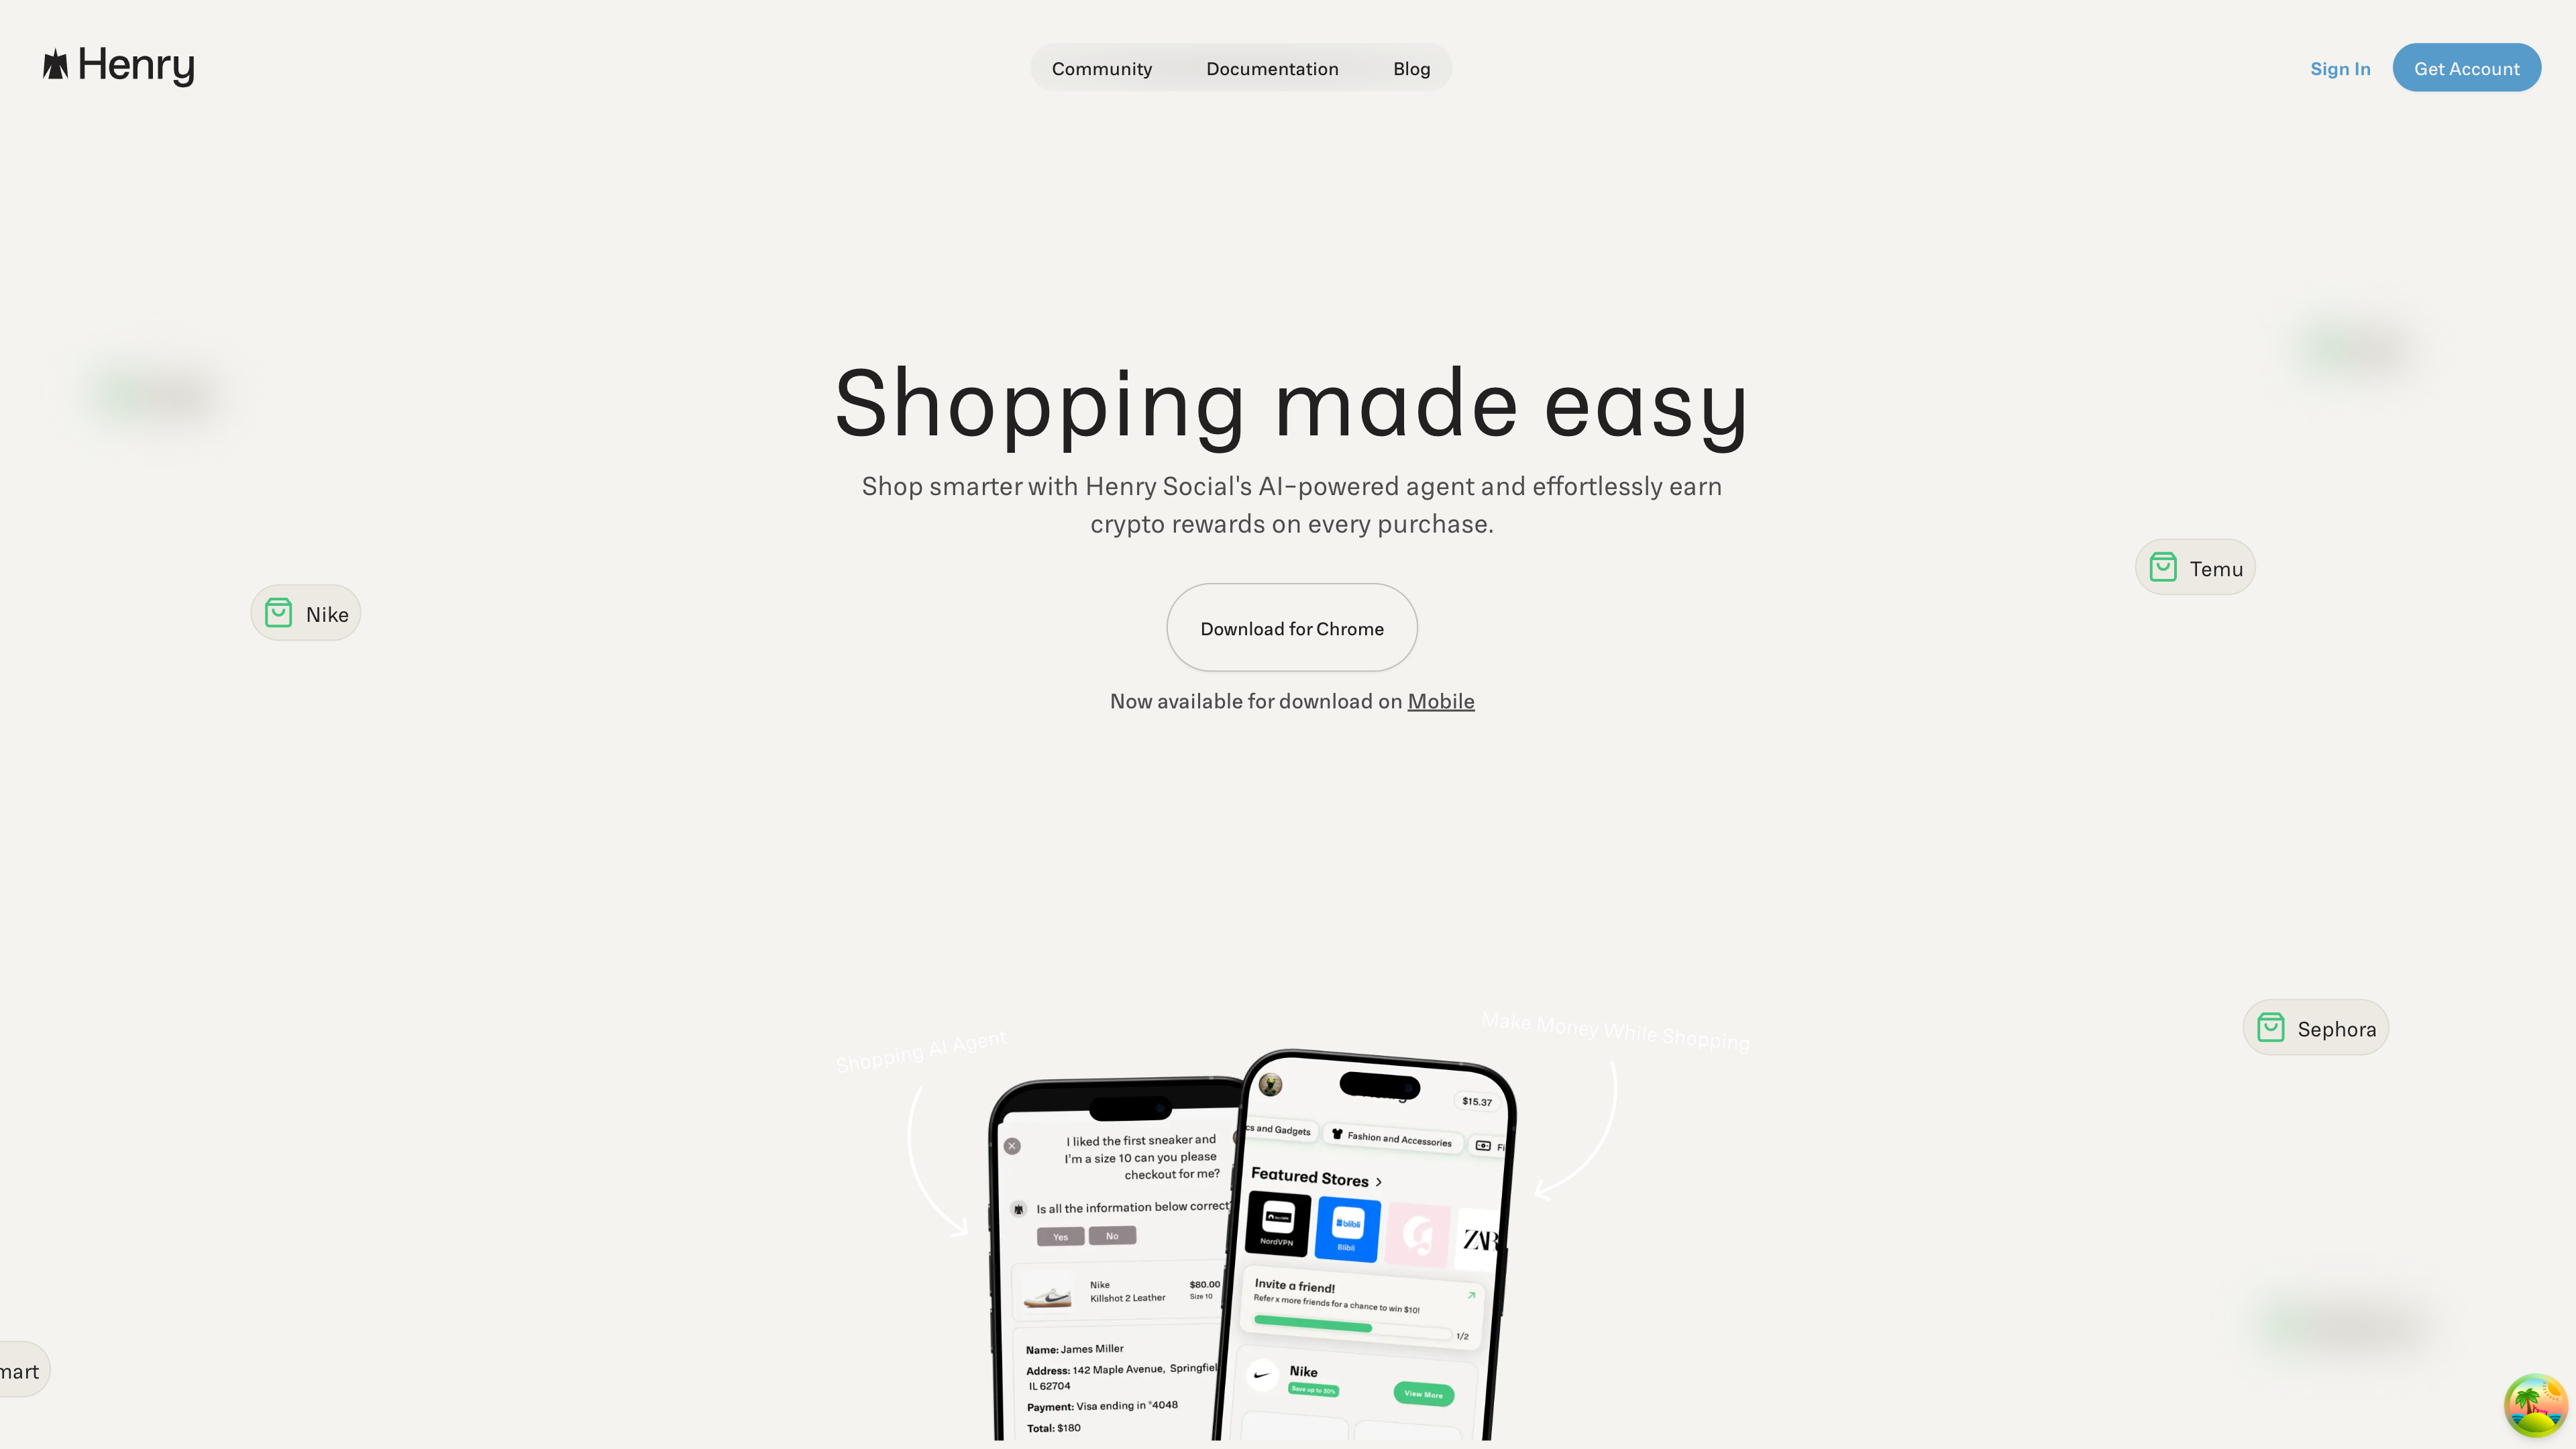 Henry
Community
Documentation
Blog
Sign In
Get Account
Shopping made easy
Shop smarter with Henry Social's AI-powered agent and effortlessly earn
crypto rewards on every purchase.
Download for Chrome
Now available for download on Mobile
Nike
Temu
Sephora
mart
Shopping AI Agent
Make Money While Shopping
I liked the first sneaker and
I'm a size 10 can you please
checkout for me?
Is all the information below correct?
Yes
No
Nike
Killshot 2 Leather
$80.00
Size 10
Name: James Miller
Address: 142 Maple Avenue, Springfiel
IL 62704
Payment: Visa ending in *4048
Total: $180
$15.37
cs and Gadgets
Fashion and Accessories
Fi
Featured Stores
NordVPN
blibli
Blibli
ZAR
Invite a friend!
Refer x more friends for a chance to win $10!
1/2
Nike
Save up to 30%
View More